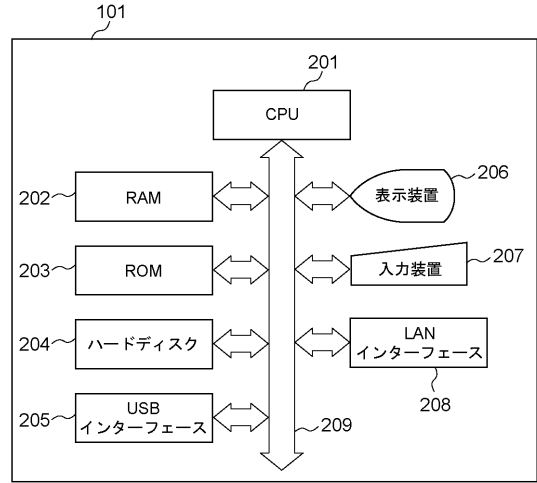 101
201
CPU
202
RAM
表示装置
206
203
ROM
入力装置
207
204
ハードディスク
LAN
インターフェース
208
205
USB
インターフェース
209